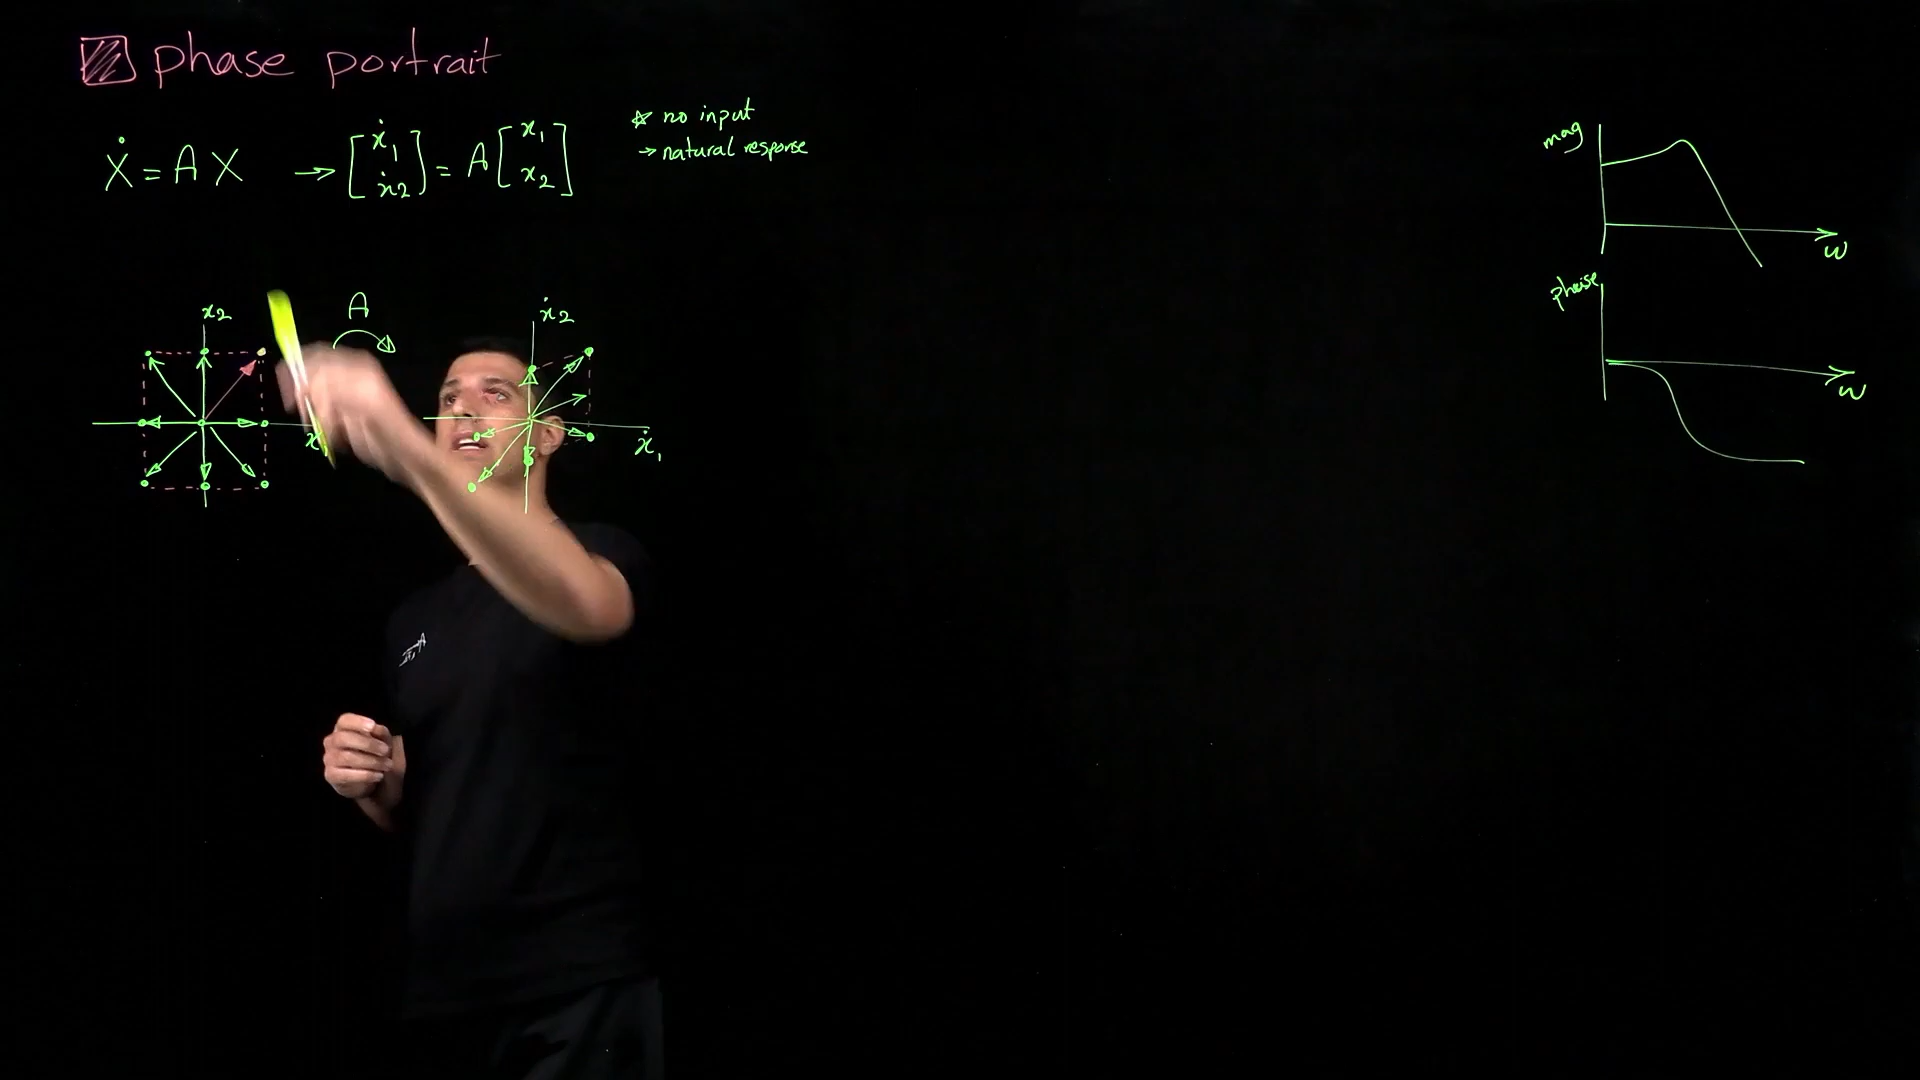 phase portrait
Ẋ = A X → [ẋ₁ ẋ₂] = A [x₁ x₂]
* no input
→ natural response
x₂
A
ẋ₂
x
ẋ₁
mag
ω
phase
ω